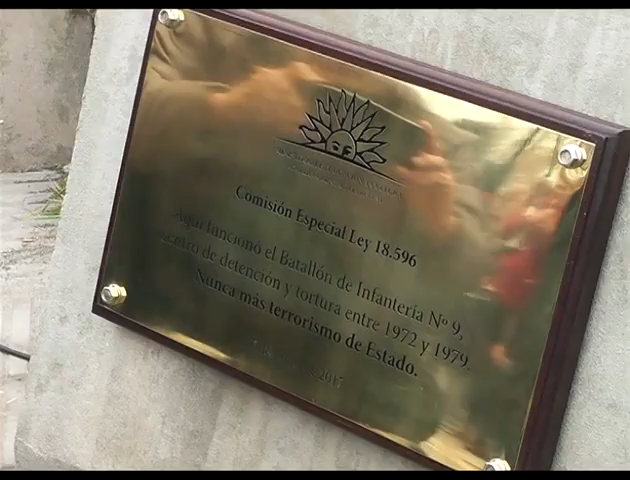 Comisión Especial Ley 18.596
Aquí funcionó el Batallón de Infantería Nº 9,
centro de detención y tortura entre 1972 y 1979.
Nunca más terrorismo de Estado.
2017